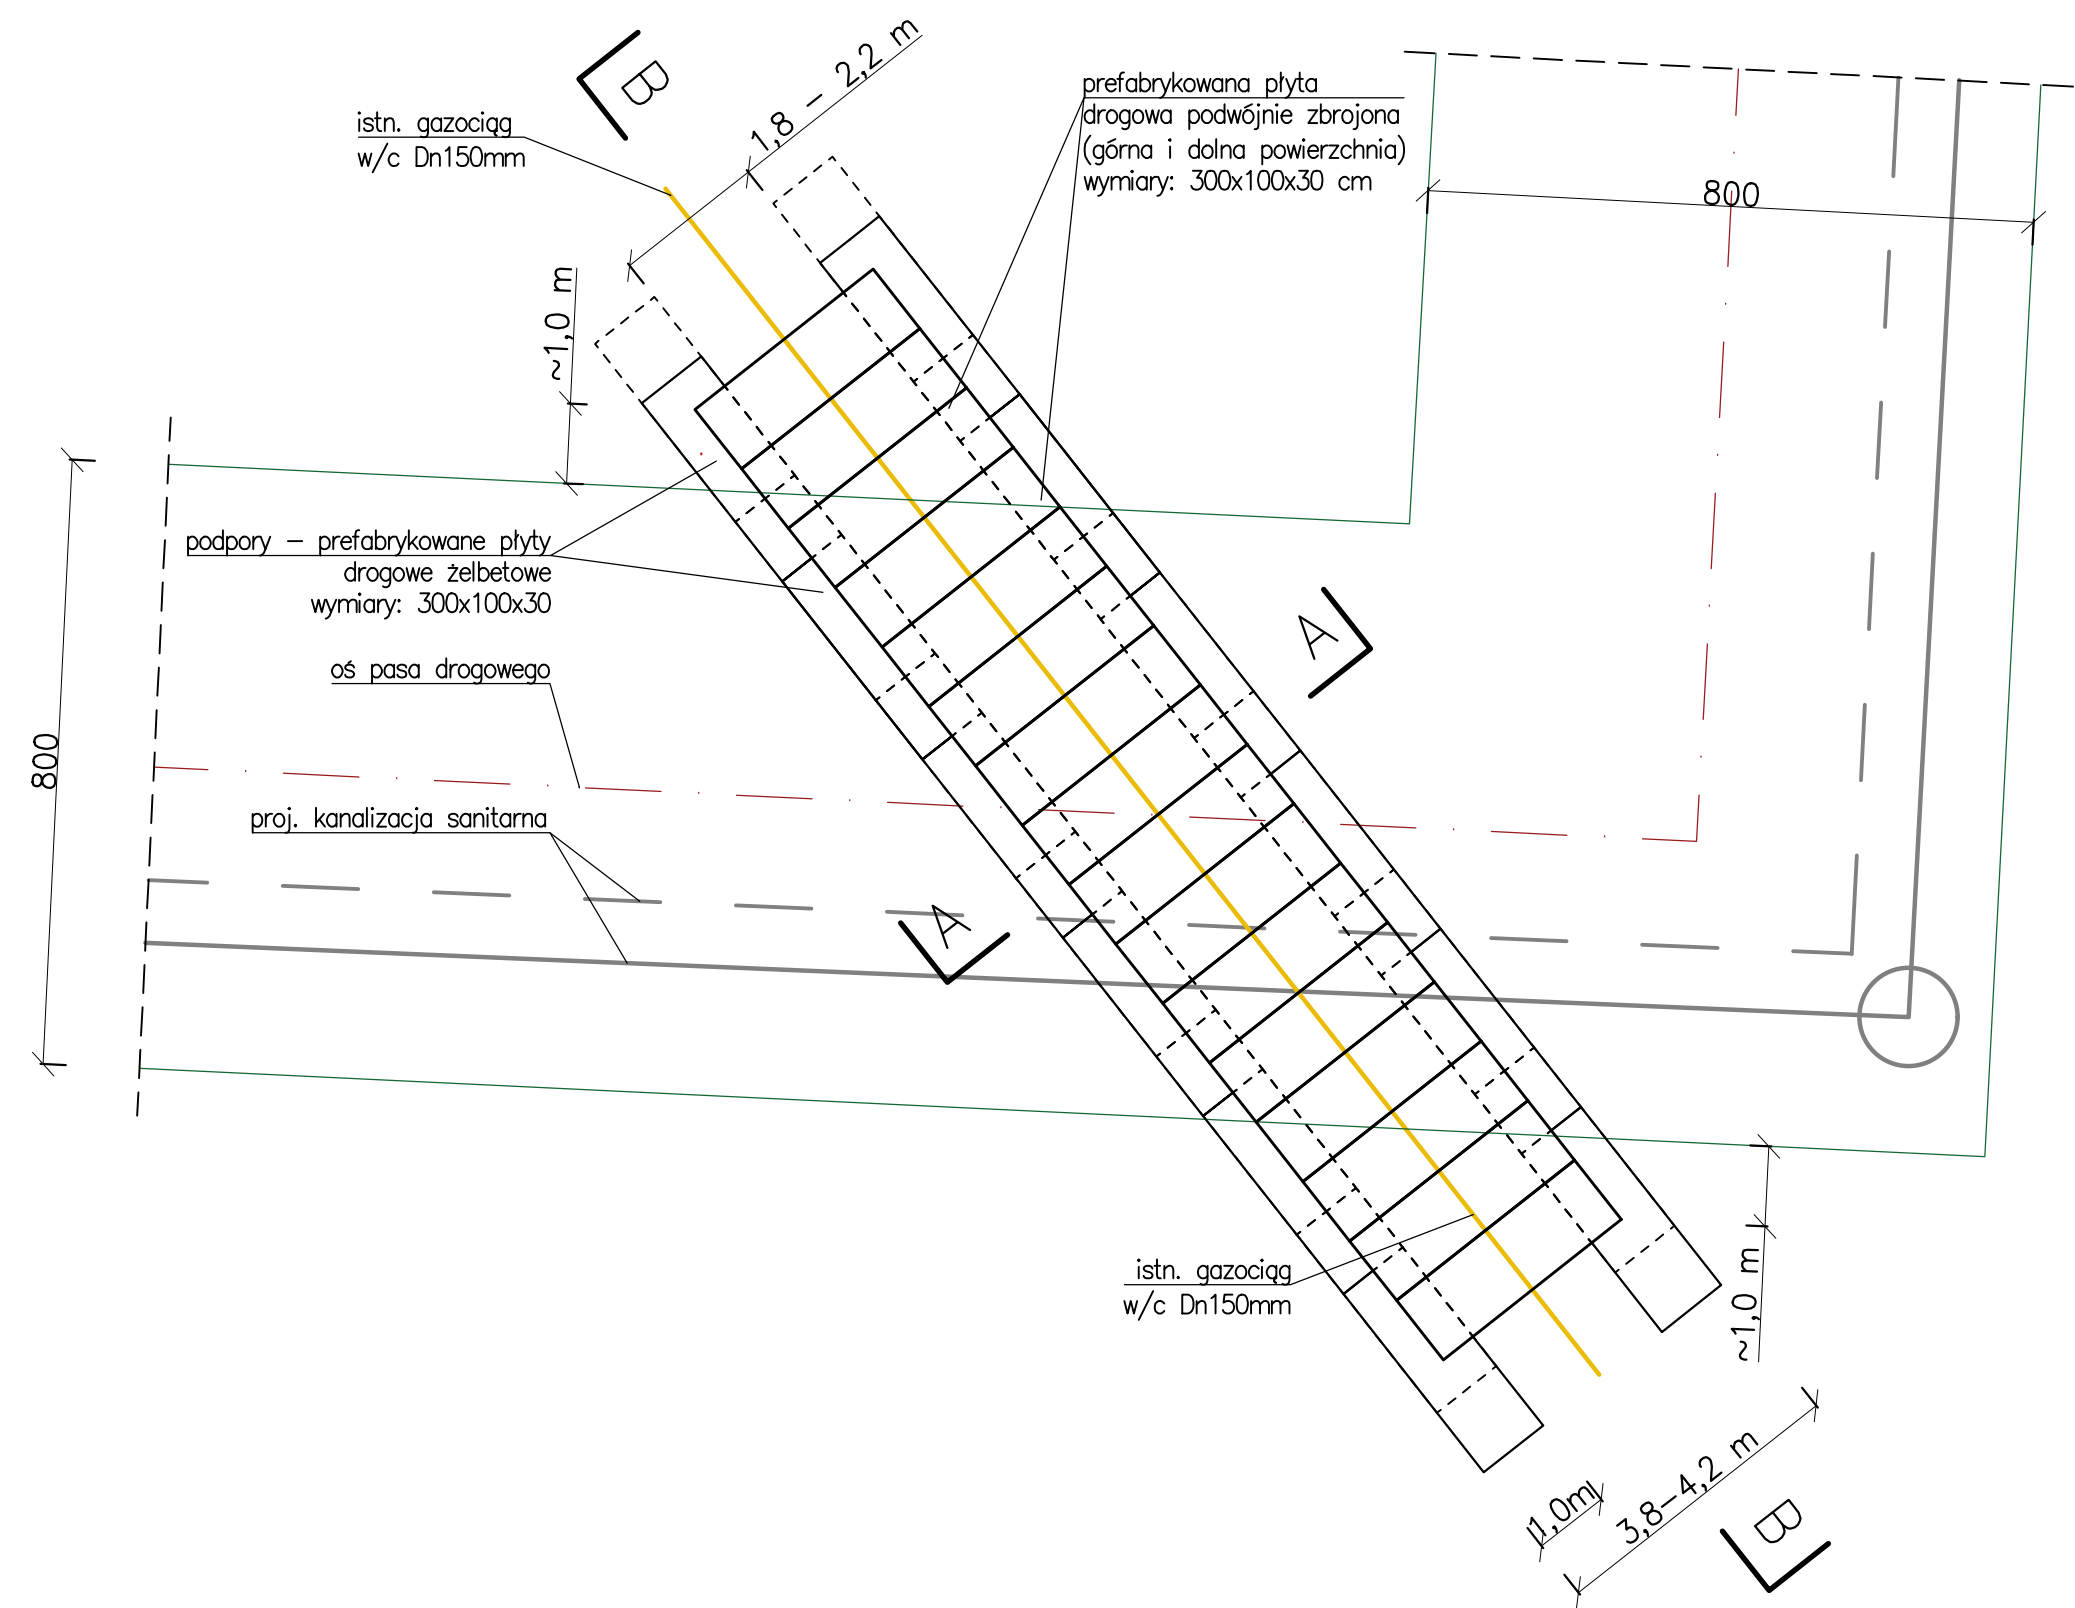 B
1,8 – 2,2 m
istn. gazociąg
w/c Dn150mm
prefabrykowana płyta
drogowa podwójnie zbrojona
(górna i dolna powierzchnia)
wymiary: 300x100x30 cm
800
~1,0 m
podpory – prefabrykowane płyty
drogowe żelbetowe
wymiary: 300x100x30
A
oś pasa drogowego
800
proj. kanalizacja sanitarna
A
istn. gazociąg
w/c Dn150mm
~1,0 m
1,0m
3,8–4,2 m
B